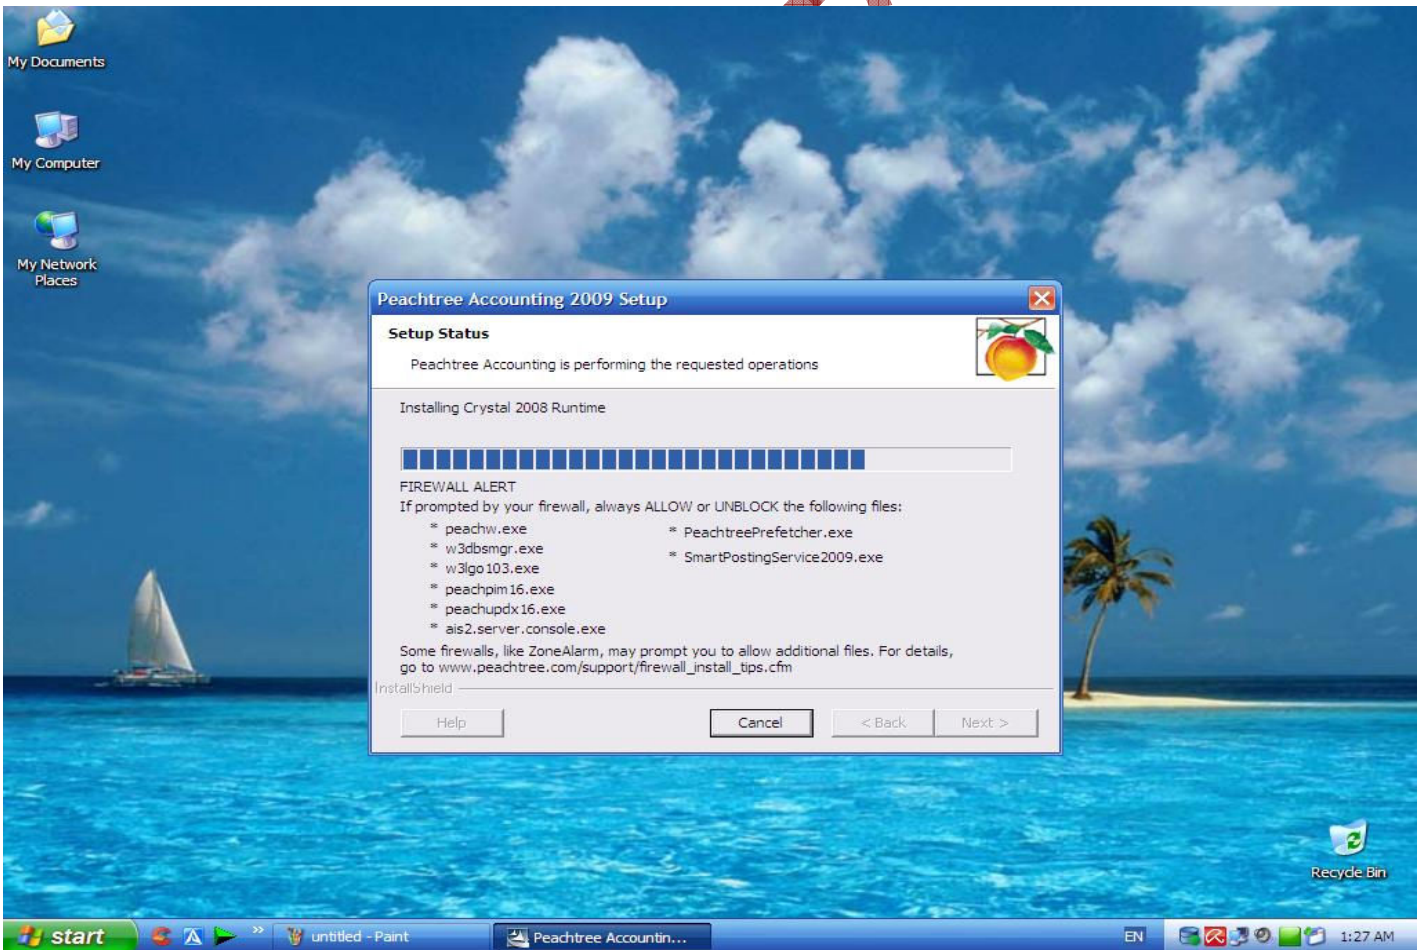 My Documents
My Computer
My Network
Places
Peachtree Accounting 2009 Setup
Setup Status
Peachtree Accounting is performing the requested operations
Installing Crystal 2008 Runtime
FIREWALL ALERT
If prompted by your firewall, always ALLOW or UNBLOCK the following files:
* peachw.exe
* w3dbsmgr.exe
* w3lgo103.exe
* peachpim16.exe
* peachupdx16.exe
* ais2.server.console.exe
* PeachtreePrefetcher.exe
* SmartPostingService2009.exe
Some firewalls, like ZoneAlarm, may prompt you to allow additional files. For details,
go to www.peachtree.com/support/firewall_install_tips.cfm
InstallShield
Help Cancel < Back Next >
Recycle Bin
start untitled - Paint Peachtree Accountin... EN 1:27 AM